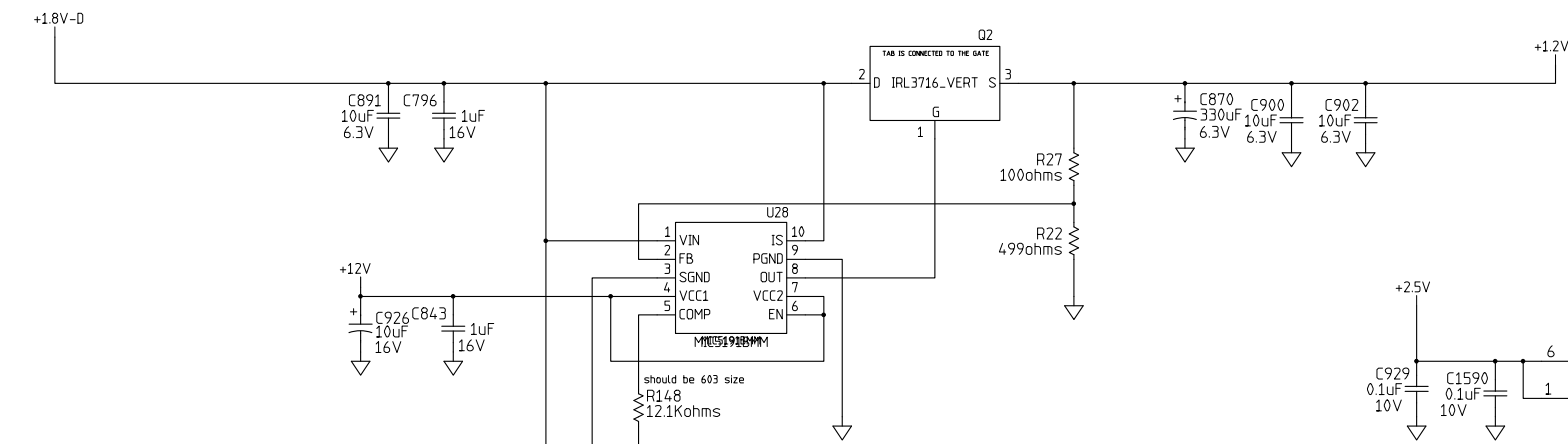 +1.8V-D
Q2
TAB IS CONNECTED TO THE GATE
2 D IRL3716_VERT S 3
G
1
+1.2V
C891
10uF
6.3V
C796
1uF
16V
C870
+
330uF
6.3V
C900
10uF
6.3V
C902
10uF
6.3V
R27
100ohms
R22
499ohms
U28
1 VIN IS 10
2 FB PGND 9
3 SGND OUT 8
4 VCC1 VCC2 7
5 COMP EN 6
+12V
+
C926
10uF
16V
C843
1uF
16V
should be 603 size
R148
12.1Kohms
+2.5V
6
1
C929
0.1uF
10V
C1590
0.1uF
10V